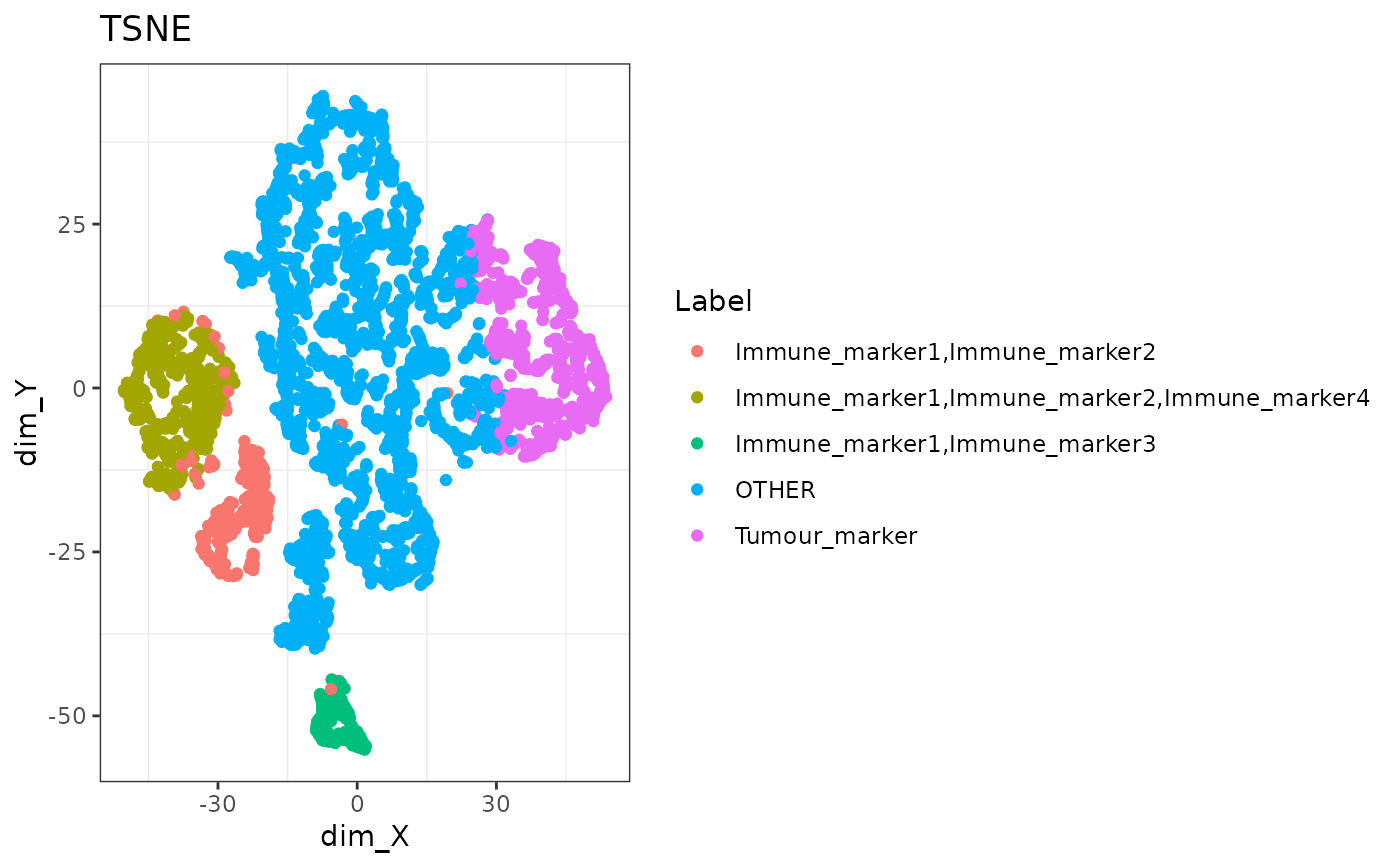 TSNE
25
0
-25
-50
dim_Y
-30
0
30
dim_X
Label
Immune_marker1,Immune_marker2
Immune_marker1,Immune_marker2,Immune_marker4
Immune_marker1,Immune_marker3
OTHER
Tumour_marker